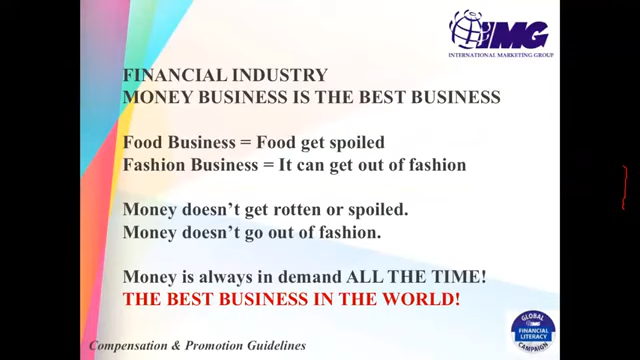 IMG
INTERNATIONAL MARKETING GROUP
FINANCIAL INDUSTRY
MONEY BUSINESS IS THE BEST BUSINESS
Food Business = Food get spoiled
Fashion Business = It can get out of fashion
Money doesn't get rotten or spoiled.
Money doesn't go out of fashion.
Money is always in demand ALL THE TIME!
THE BEST BUSINESS IN THE WORLD!
Compensation & Promotion Guidelines
GLOBAL
FINANCIAL
LITERACY
CAMPAIGN